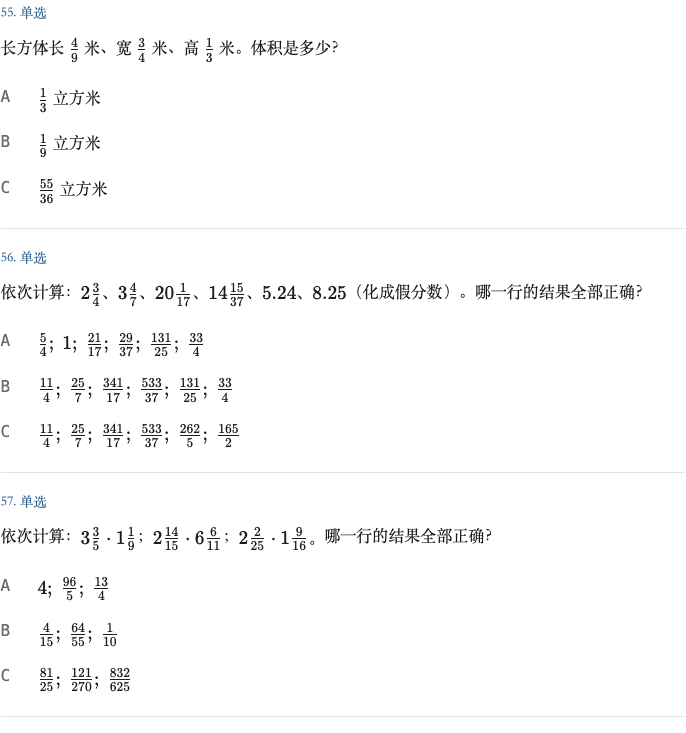 55. 单选
长方体长 4/9 米、宽 3/4 米、高 1/3 米。体积是多少?
A 1/3 立方米
B 1/9 立方米
C 55/36 立方米
56. 单选
依次计算: 2 3/4、3 4/7、20 1/17、14 15/37、5.24、8.25（化成假分数）。哪一行的结果全部正确?
A 5/4; 1; 21/17; 29/37; 131/25; 33/4
B 11/4; 25/7; 341/17; 533/37; 131/25; 33/4
C 11/4; 25/7; 341/17; 533/37; 262/5; 165/2
57. 单选
依次计算: 3 3/5 · 1 1/9; 2 14/15 · 6 6/11; 2 2/25 · 1 9/16。哪一行的结果全部正确?
A 4; 96/5; 13/4
B 4/15; 64/55; 1/10
C 81/25; 121/270; 832/625